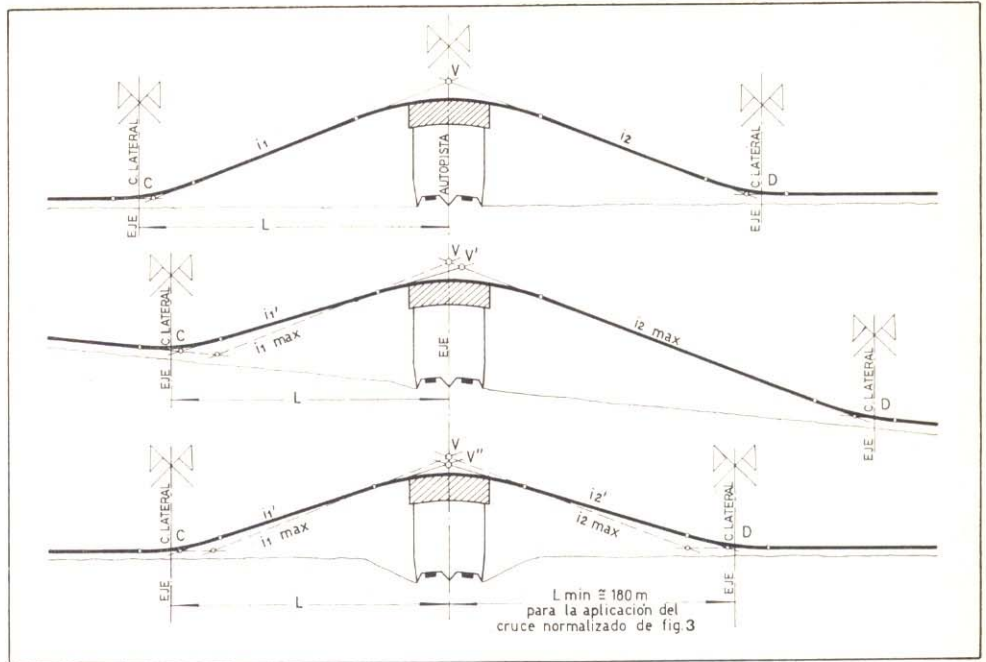 V
C. LATERAL
EJE
C
i1
AUTOPISTA
i2
C. LATERAL
EJE
D
L
V
V'
C. LATERAL
EJE
C
i1'
i1 max
EJE
i2 max
C. LATERAL
EJE
D
L
V
V"
C. LATERAL
EJE
C
i1'
i1 max
i2'
i2 max
C. LATERAL
EJE
D
L
L min ≅ 180 m
para la aplicación del
cruce normalizado de fig.3